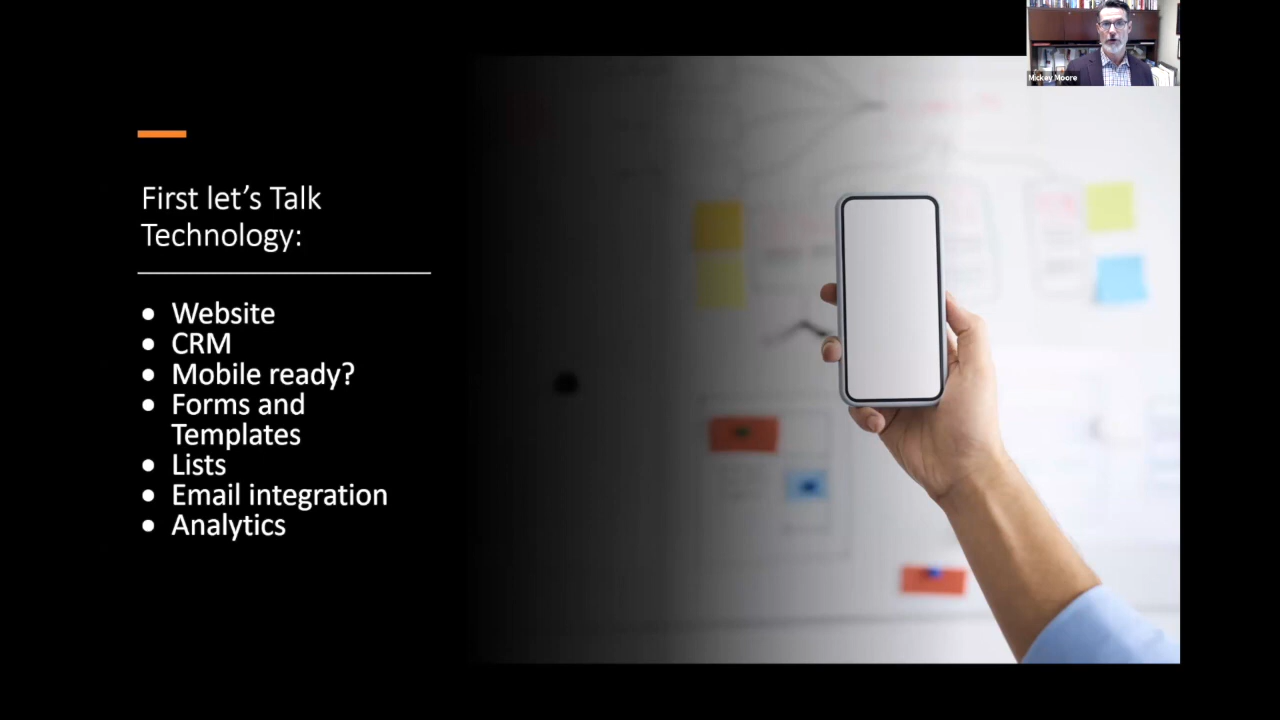 Mickey Moore
First let's Talk
Technology:
• Website
• CRM
• Mobile ready?
• Forms and
Templates
• Lists
• Email integration
• Analytics